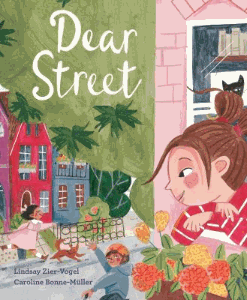 Dear
Street
Lindsay Zier-Vogel
Caroline Bonne-Müller